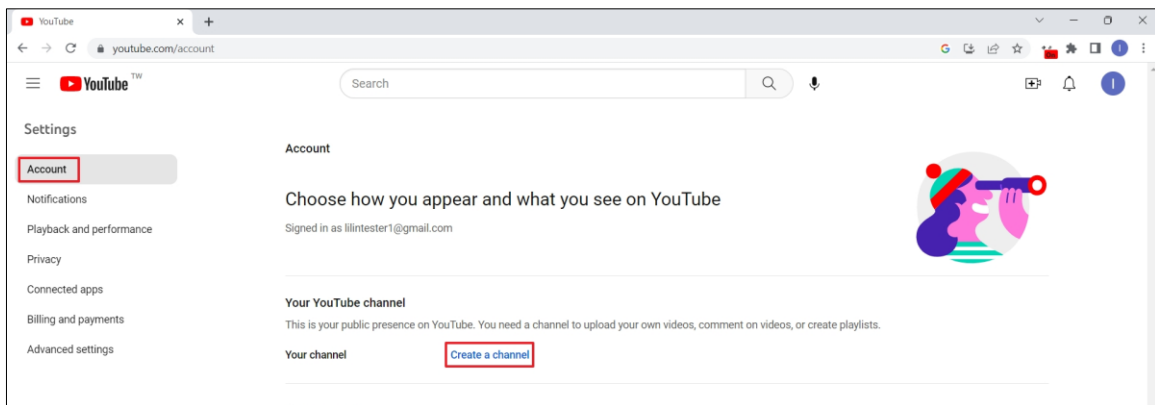 YouTube
youtube.com/account
YouTube TW
Search
Settings
Account
Notifications
Playback and performance
Privacy
Connected apps
Billing and payments
Advanced settings
Account
Choose how you appear and what you see on YouTube
Signed in as lilintester1@gmail.com
Your YouTube channel
This is your public presence on YouTube. You need a channel to upload your own videos, comment on videos, or create playlists.
Your channel Create a channel